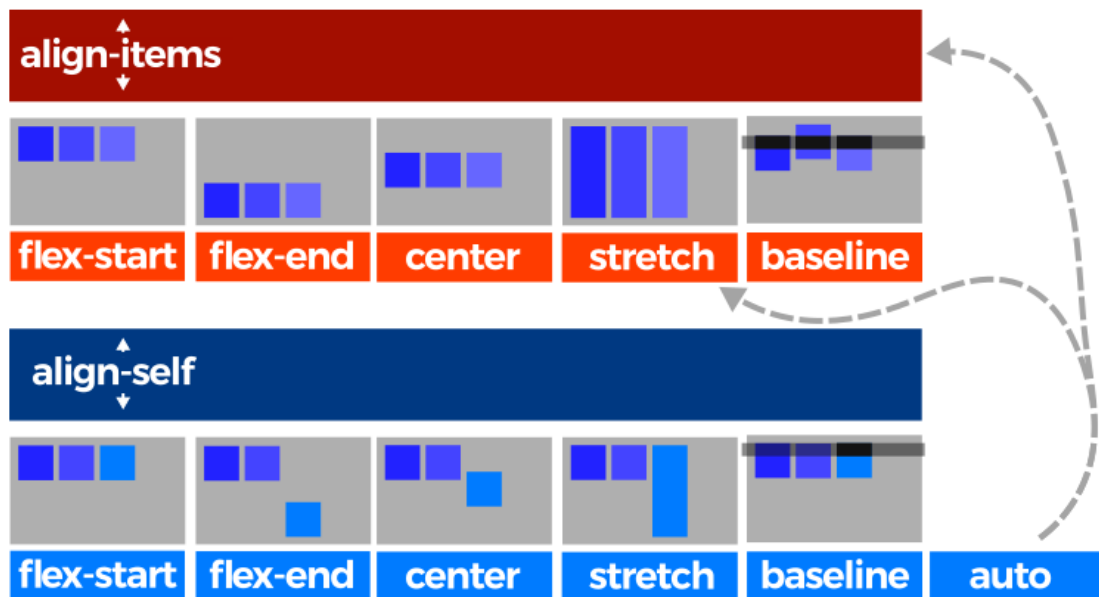 align-items
flex-start flex-end center stretch baseline
align-self
flex-start flex-end center stretch baseline auto